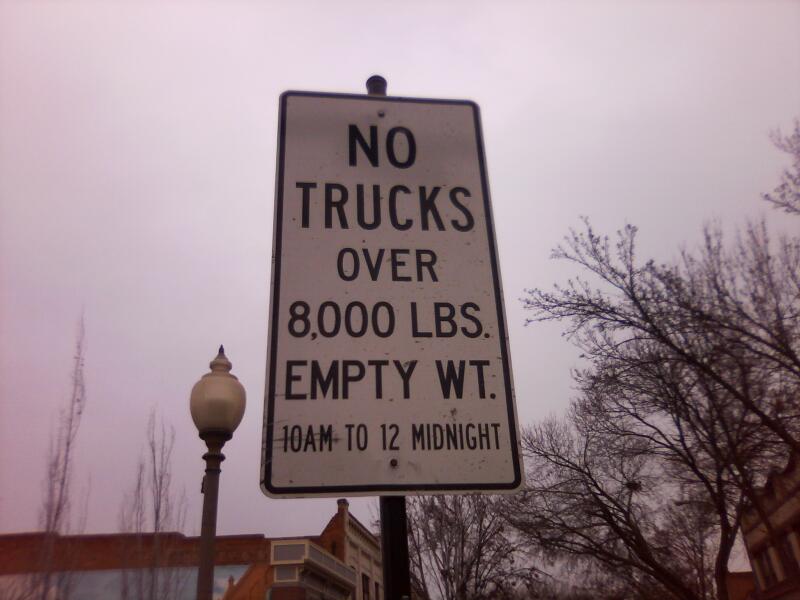 NO
TRUCKS
OVER
8,000 LBS.
EMPTY WT.
10AM TO 12 MIDNIGHT